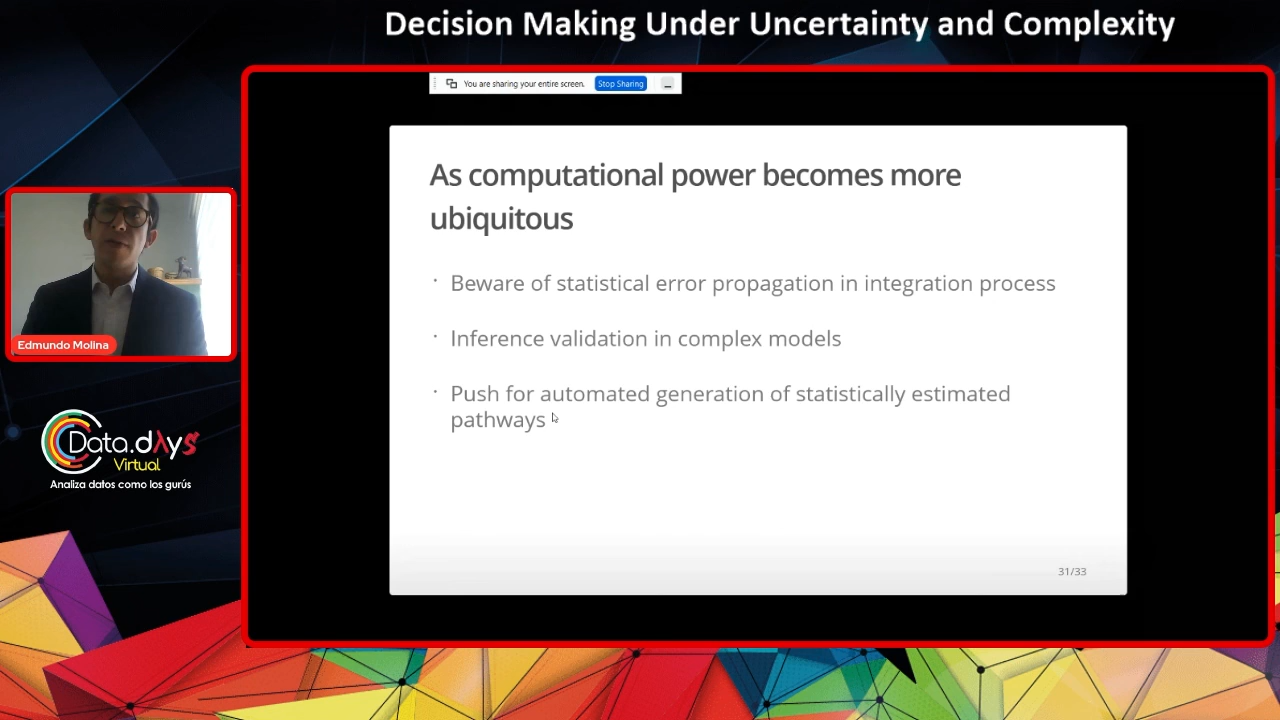 Decision Making Under Uncertainty and Complexity
You are sharing your entire screen.
Stop Sharing
As computational power becomes more
ubiquitous
· Beware of statistical error propagation in integration process
· Inference validation in complex models
· Push for automated generation of statistically estimated
pathways
31/33
Edmundo Molina
Data.dAys
Virtual
Analiza datos como los gurús